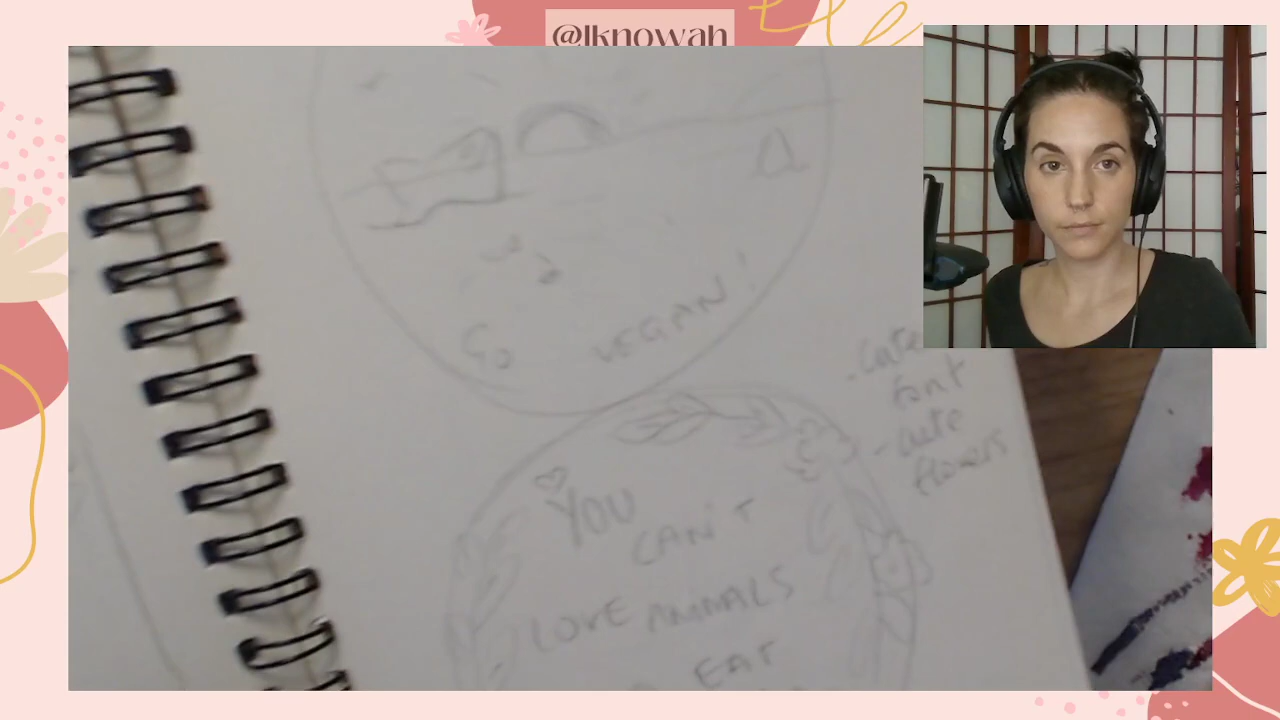 @lknowah
Go VEGAN!
- cute
font
- cute
flowers
YOU
CAN'T
LOVE ANIMALS
EAT